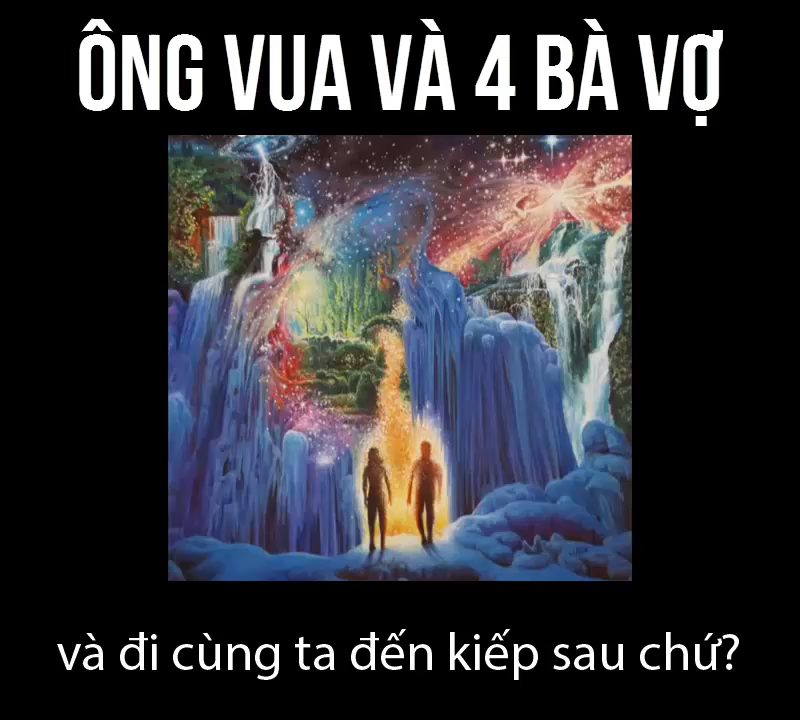 ÔNG VUA VÀ 4 BÀ VỢ
và đi cùng ta đến kiếp sau chứ?